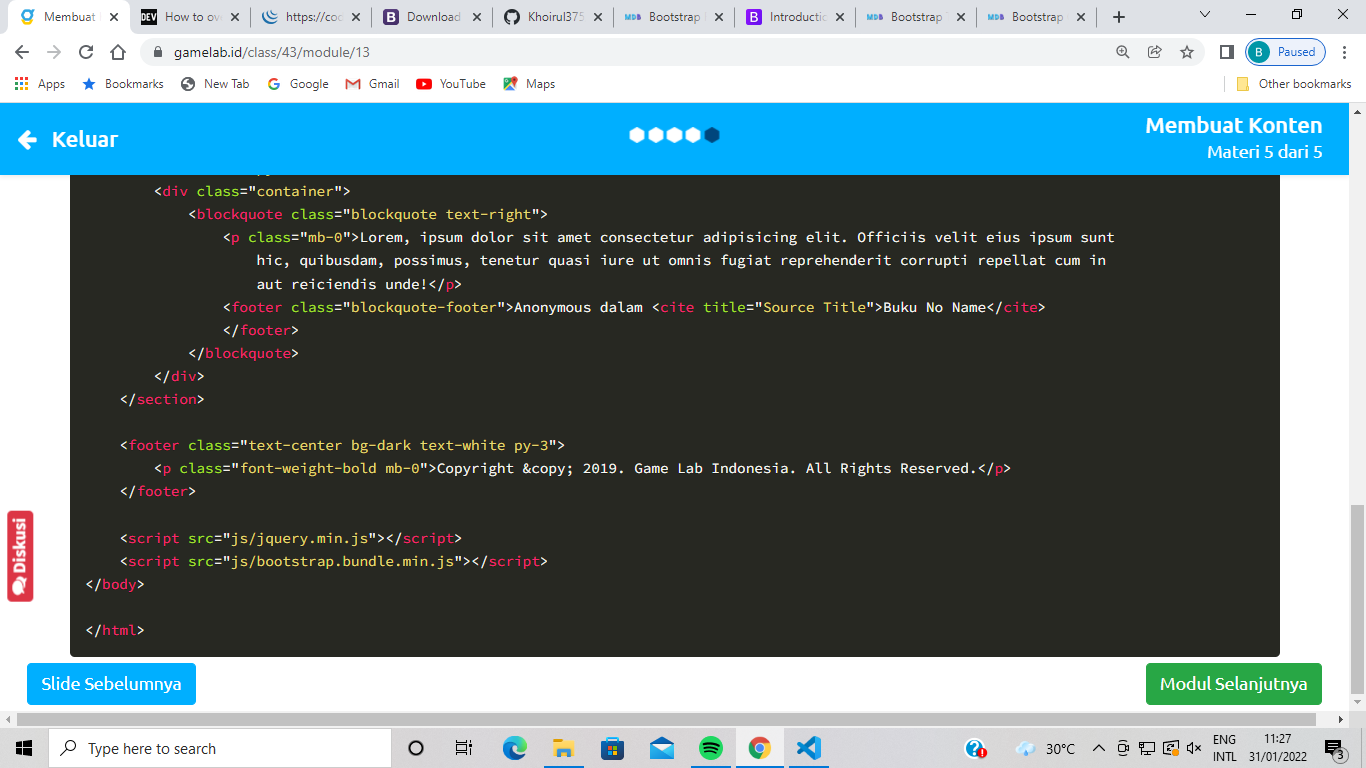 Membuat
How to ov
https://coc
Download
Khoirul375
Bootstrap
Introductic
Bootstrap
Bootstrap
gamelab.id/class/43/module/13
B Paused
Apps
Bookmarks
New Tab
Google
Gmail
YouTube
Maps
Other bookmarks
Keluar
Membuat Konten
Materi 5 dari 5
<div class="container">
<blockquote class="blockquote text-right">
<p class="mb-0">Lorem, ipsum dolor sit amet consectetur adipisicing elit. Officiis velit eius ipsum sunt
hic, quibusdam, possimus, tenetur quasi iure ut omnis fugiat reprehenderit corrupti repellat cum in
aut reiciendis unde!</p>
<footer class="blockquote-footer">Anonymous dalam <cite title="Source Title">Buku No Name</cite>
</footer>
</blockquote>
</div>
</section>
<footer class="text-center bg-dark text-white py-3">
<p class="font-weight-bold mb-0">Copyright &copy; 2019. Game Lab Indonesia. All Rights Reserved.</p>
</footer>
<script src="js/jquery.min.js"></script>
<script src="js/bootstrap.bundle.min.js"></script>
</body>
</html>
Diskusi
Slide Sebelumnya
Modul Selanjutnya
Type here to search
30°C
ENG
INTL
11:27
31/01/2022
3